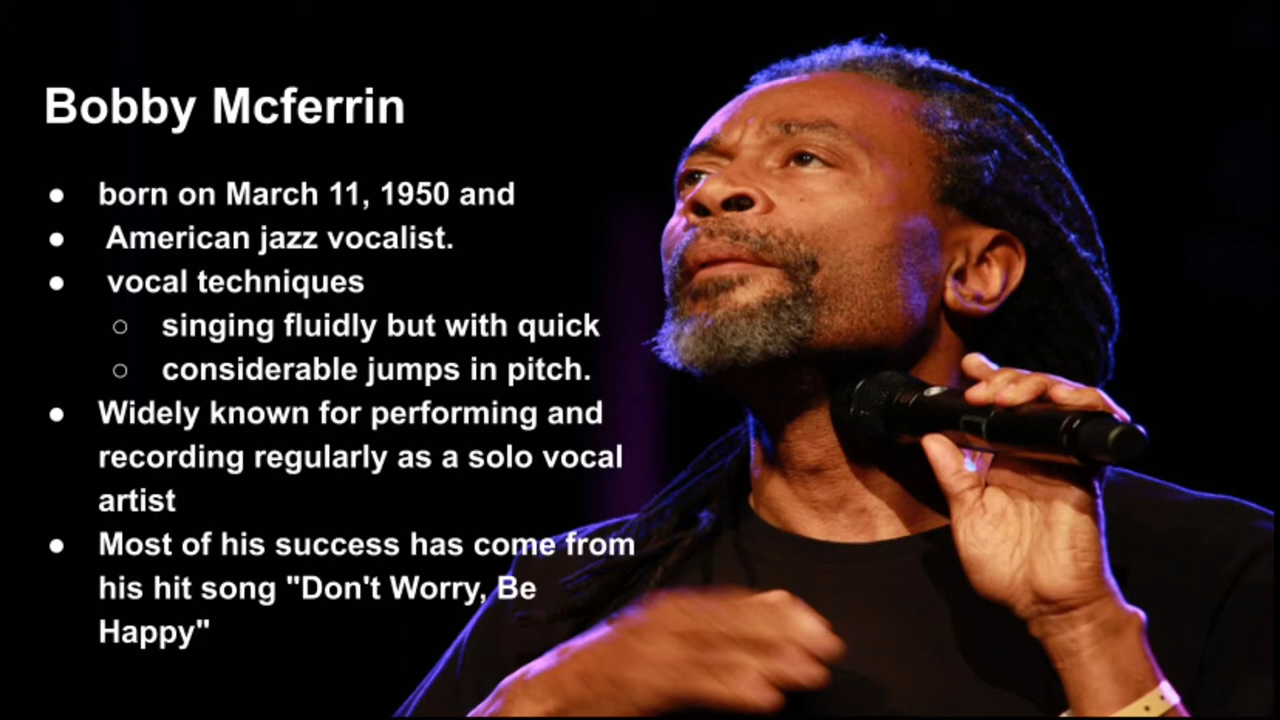 Bobby Mcferrin
● born on March 11, 1950 and
● American jazz vocalist.
● vocal techniques
○ singing fluidly but with quick
○ considerable jumps in pitch.
● Widely known for performing and
recording regularly as a solo vocal
artist
● Most of his success has come from
his hit song "Don't Worry, Be
Happy"